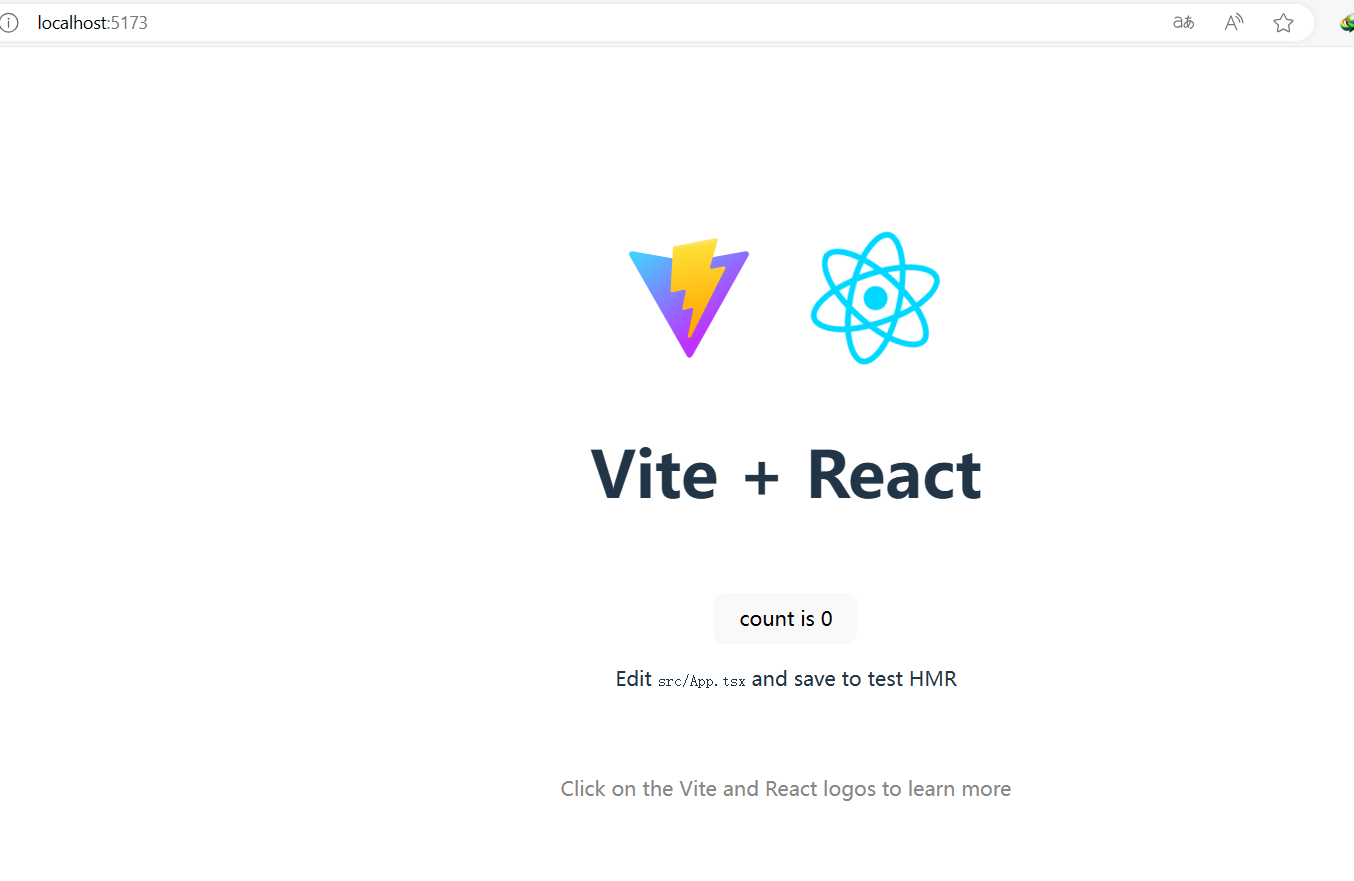 localhost:5173
Vite + React
count is 0
Edit src/App.tsx and save to test HMR
Click on the Vite and React logos to learn more